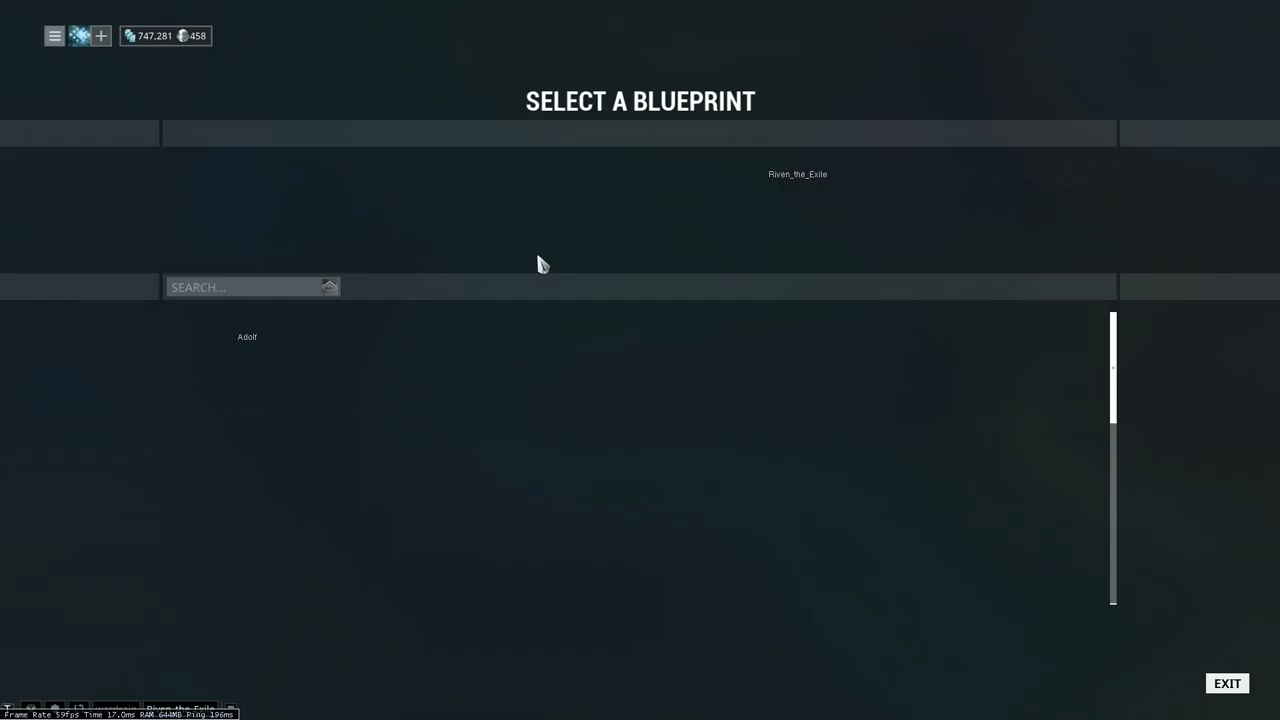 747,281 458
SELECT A BLUEPRINT
Riven_the_Exile
SEARCH...
Adolf
EXIT
Riven_the_Exile
Frame Rate 59fps Time 17.0ms RAM 644MB Ping 196ms